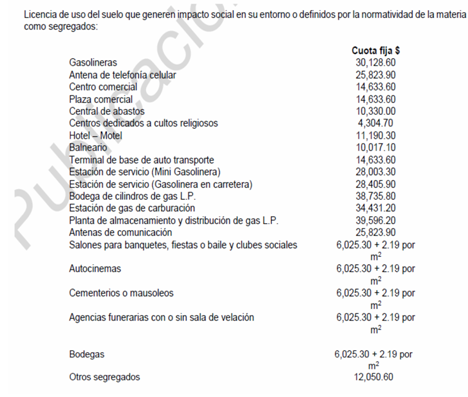 Licencia de uso del suelo que generen impacto social en su entorno o definidos por la normatividad de la materia
como segregados:
Cuota fija $
Gasolineras 30,128.60
Antena de telefonía celular 25,823.90
Centro comercial 14,633.60
Plaza comercial 14,633.60
Central de abastos 10,330.00
Centros dedicados a cultos religiosos 4,304.70
Hotel – Motel 11,190.30
Balneario 10,017.10
Terminal de base de auto transporte 14,633.60
Estación de servicio (Mini Gasolinera) 28,003.30
Estación de servicio (Gasolinera en carretera) 28,405.90
Bodega de cilindros de gas L.P. 38,735.80
Estación de gas de carburación 34,431.20
Planta de almacenamiento y distribución de gas L.P. 39,596.20
Antenas de comunicación 25,823.90
Salones para banquetes, fiestas o baile y clubes sociales 6,025.30 + 2.19 por
m²
Autocinemas 6,025.30 + 2.19 por
m²
Cementerios o mausoleos 6,025.30 + 2.19 por
m²
Agencias funerarias con o sin sala de velación 6,025.30 + 2.19 por
m²
Bodegas 6,025.30 + 2.19 por
m²
Otros segregados 12,050.60
Publicació